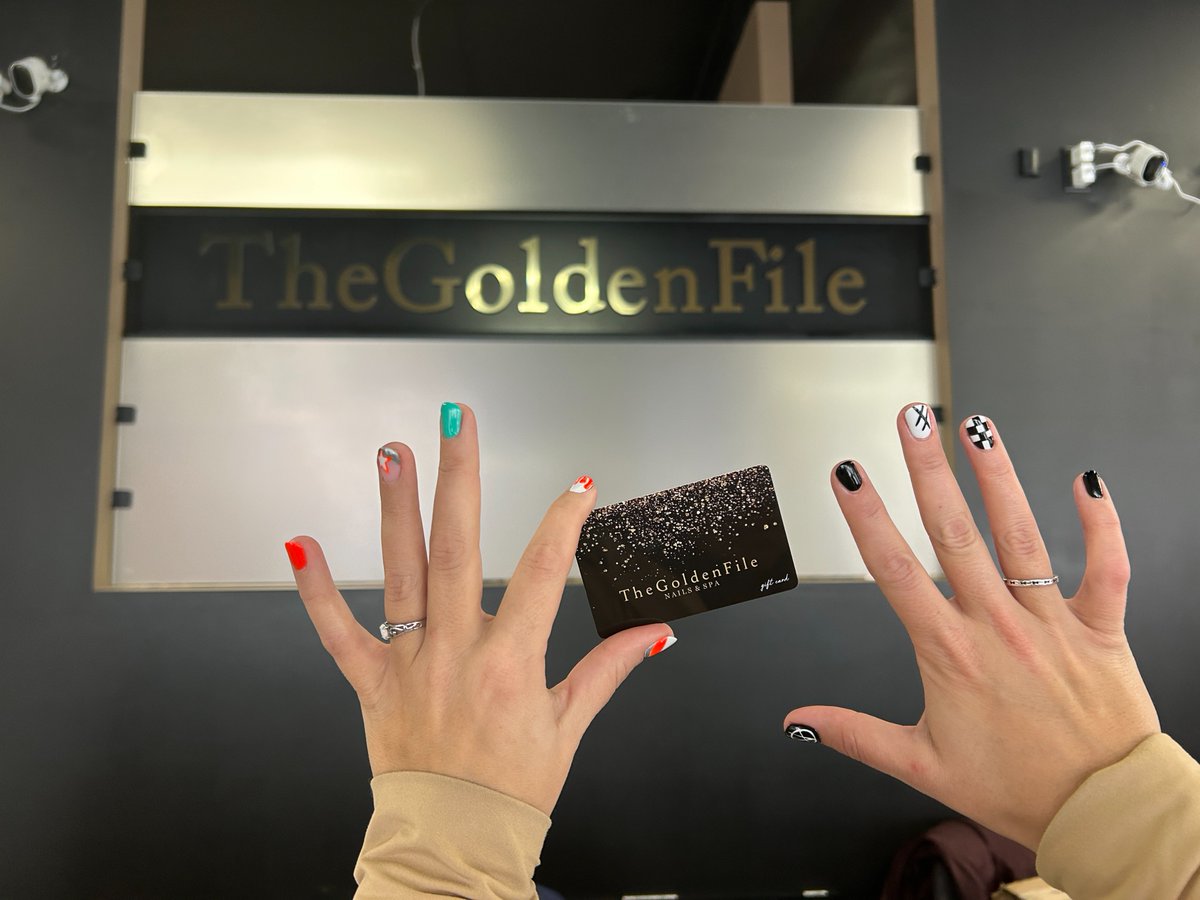 TheGoldenFile
TheGoldenFile
NAILS & SPA
gift card